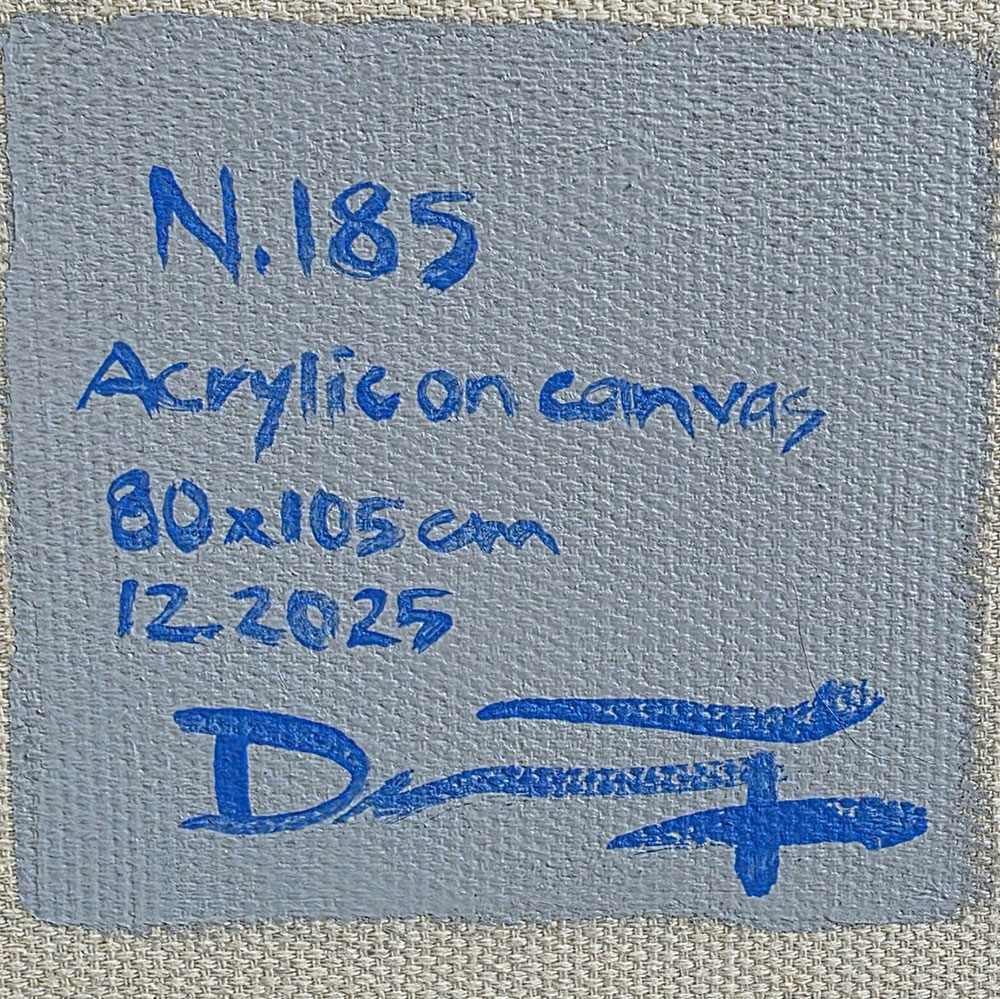 N.185
Acrylic on canvas
80x105 cm
12.2025